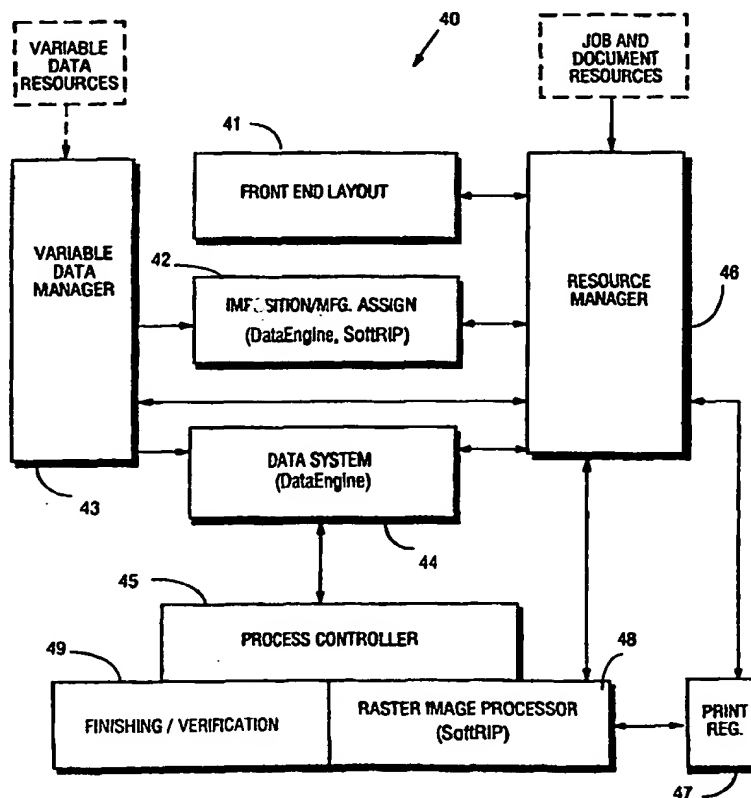 40
VARIABLE
DATA
RESOURCES
JOB AND
DOCUMENT
RESOURCES
41
FRONT END LAYOUT
VARIABLE
DATA
MANAGER
42
MFG. ASSIGN
(DataEngine, SoftRIP)
RESOURCE
MANAGER
46
43
DATA SYSTEM
(DataEngine)
44
45
PROCESS CONTROLLER
49
48
FINISHING / VERIFICATION
RASTER IMAGE PROCESSOR
(SoftRIP)
PRINT
REG.
47